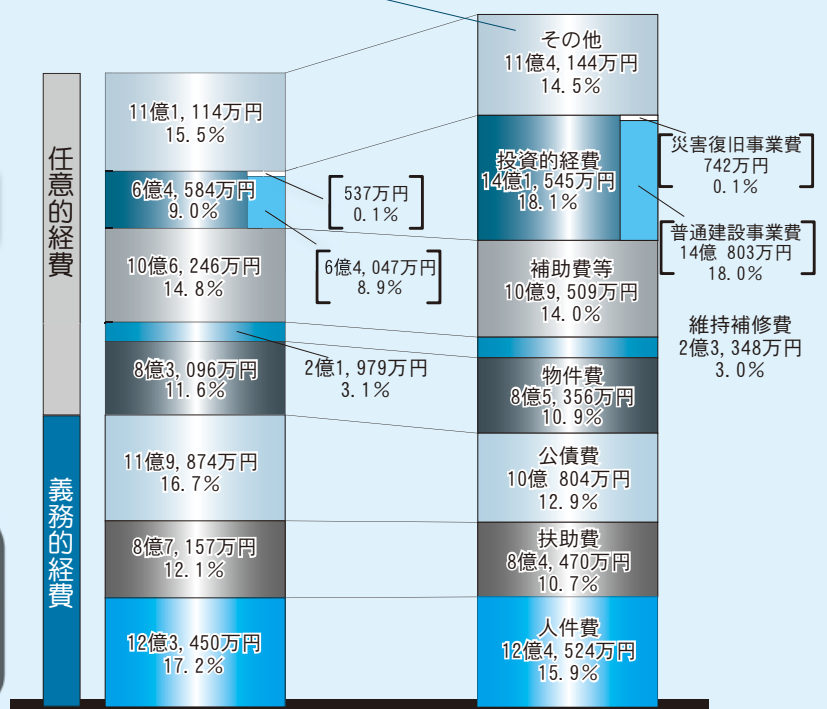 任意的経費
義務的経費
11億1,114万円
15.5%
6億4,584万円
9.0%
537万円
0.1%
6億4,047万円
8.9%
10億6,246万円
14.8%
2億1,979万円
3.1%
8億3,096万円
11.6%
11億9,874万円
16.7%
8億7,157万円
12.1%
12億3,450万円
17.2%
その他
11億4,144万円
14.5%
投資的経費
14億1,545万円
18.1%
災害復旧事業費
742万円
0.1%
普通建設事業費
14億 803万円
18.0%
補助費等
10億9,509万円
14.0%
維持補修費
2億3,348万円
3.0%
物件費
8億5,356万円
10.9%
公債費
10億 804万円
12.9%
扶助費
8億4,470万円
10.7%
人件費
12億4,524万円
15.9%